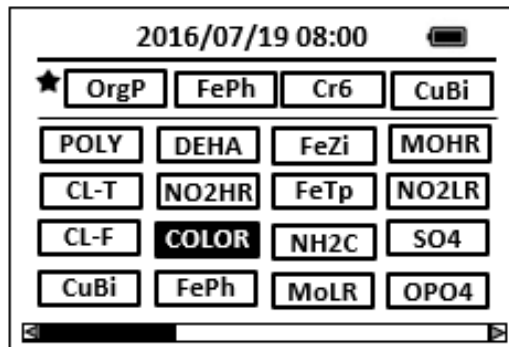 2016/07/19 08:00
OrgP FePh Cr6 CuBi
POLY DEHA FeZi MOHR
CL-T NO2HR FeTp NO2LR
CL-F COLOR NH2C SO4
CuBi FePh MoLR OPO4